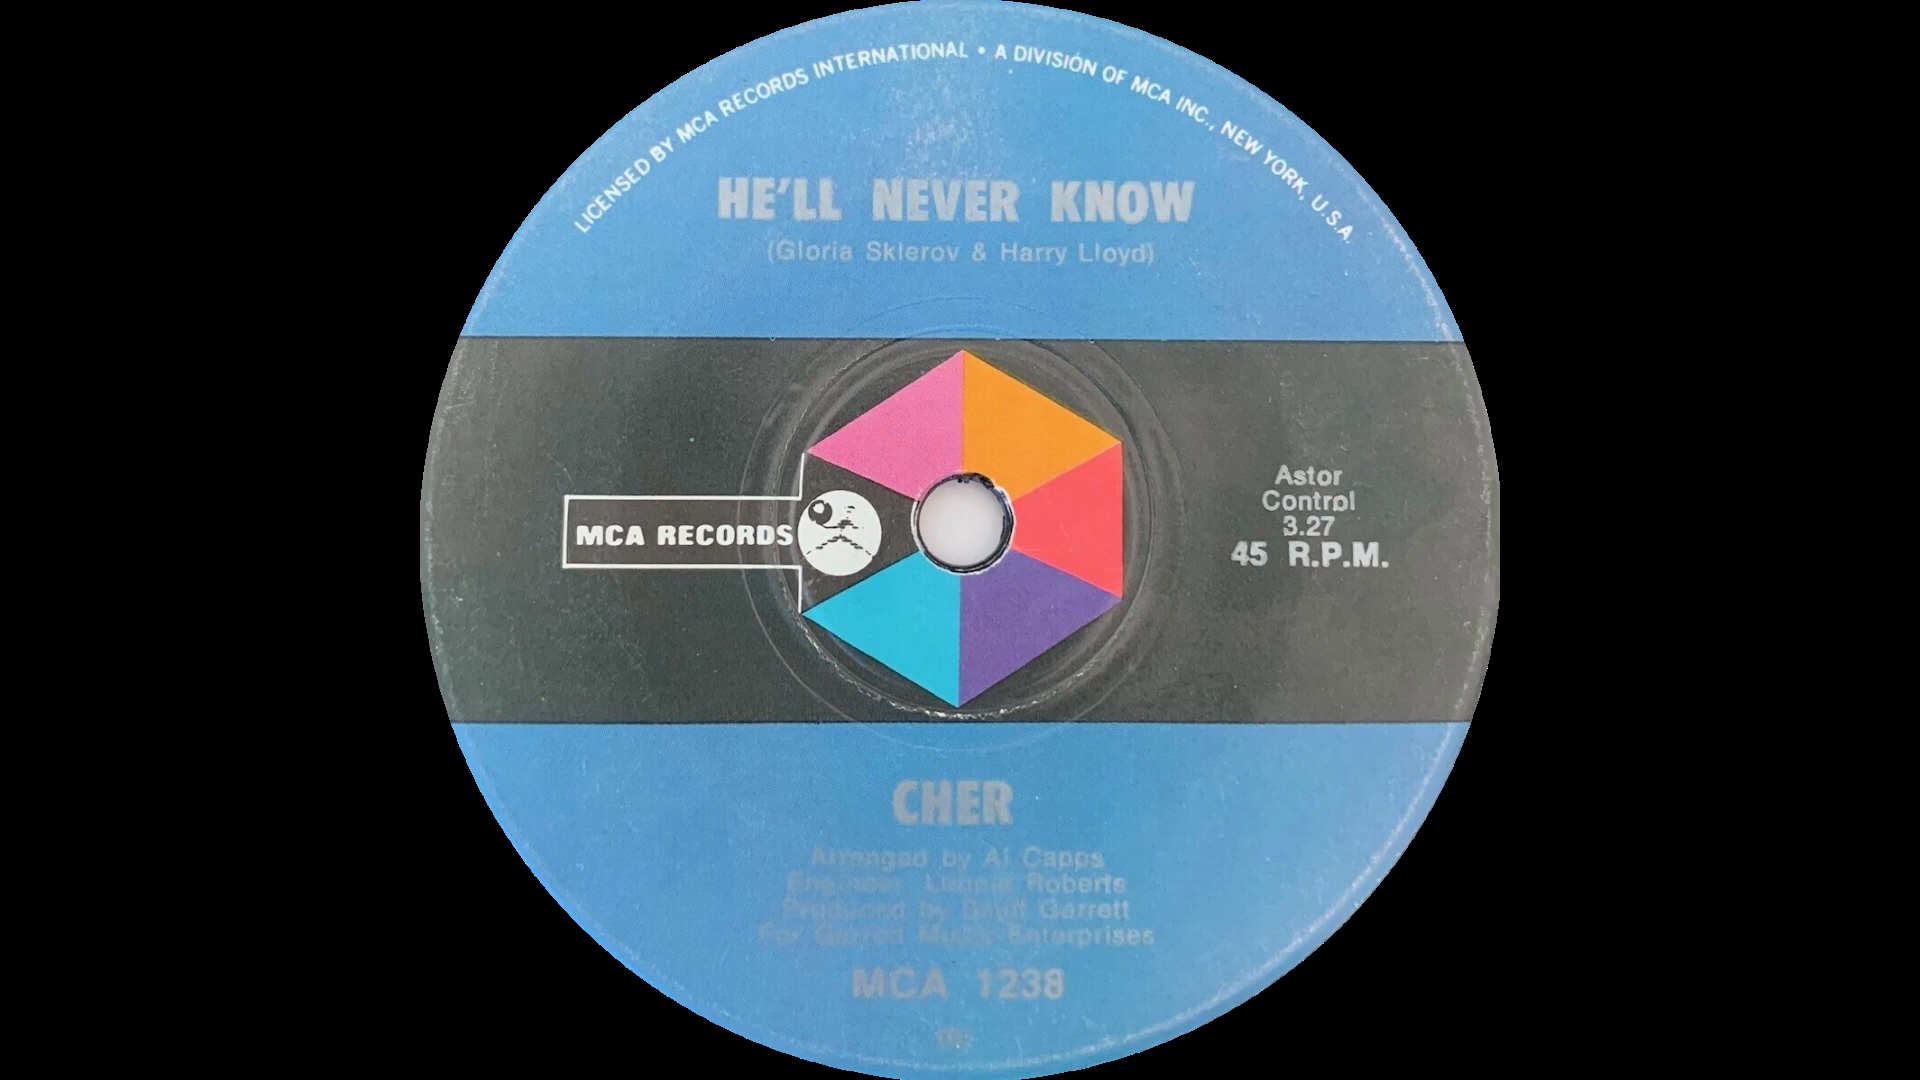 LICENSED BY MCA RECORDS INTERNATIONAL • A DIVISION OF MCA INC., NEW YORK, U.S.A.
HE'LL NEVER KNOW
(Gloria Sklerov & Harry Lloyd)
MCA RECORDS
Astor
Control
3.27
45 R.P.M.
CHER
Arranged by Al Capps
Engineer Lennie Roberts
Produced by Snuff Garrett
For Garrett Music Enterprises
MCA 1238